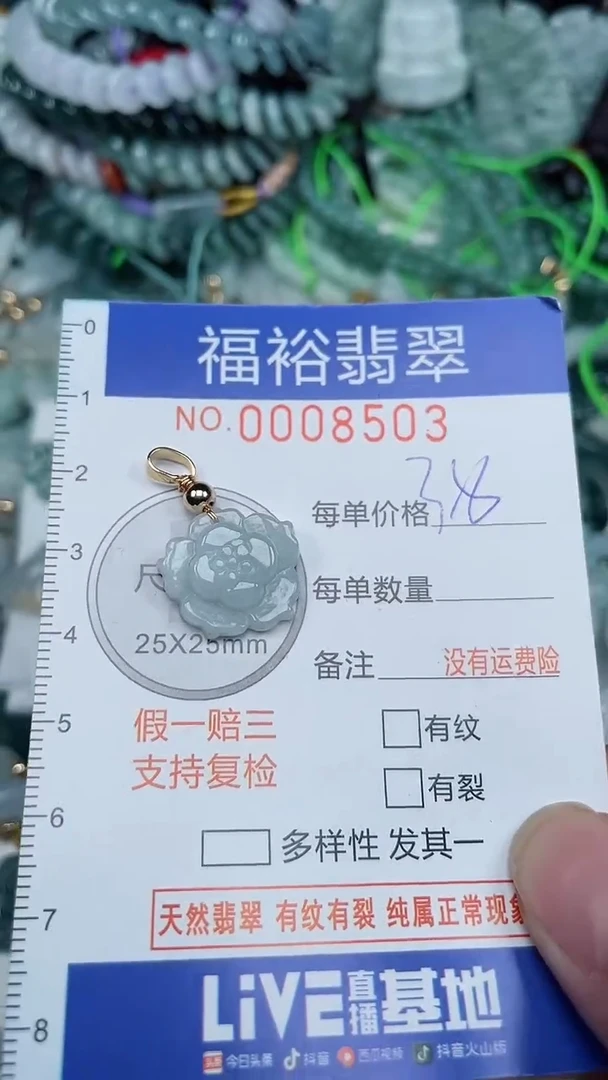 0
福裕翡翠
1
NO.0008503
2
每单价格
3
尺
每单数量
4
25X25mm
备注 没有运费险
5
假一赔三
有纹
支持复检
有裂
6
多样性 发其一
7
天然翡翠 有纹有裂 纯属正常现象
8
LiVE直播基地
头条 今日头条 抖音 西瓜视频 抖音火山版